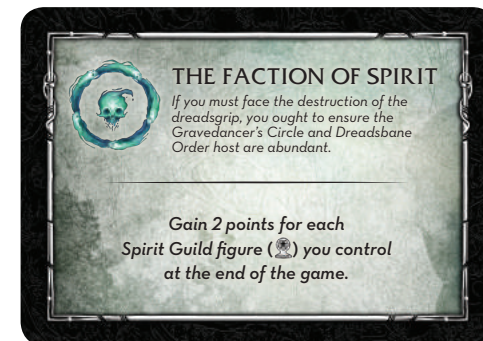 THE FACTION OF SPIRIT
If you must face the destruction of the
dreadsgrip, you ought to ensure the
Gravedancer's Circle and Dreadsbane
Order host are abundant.
Gain 2 points for each
Spirit Guild figure () you control
at the end of the game.